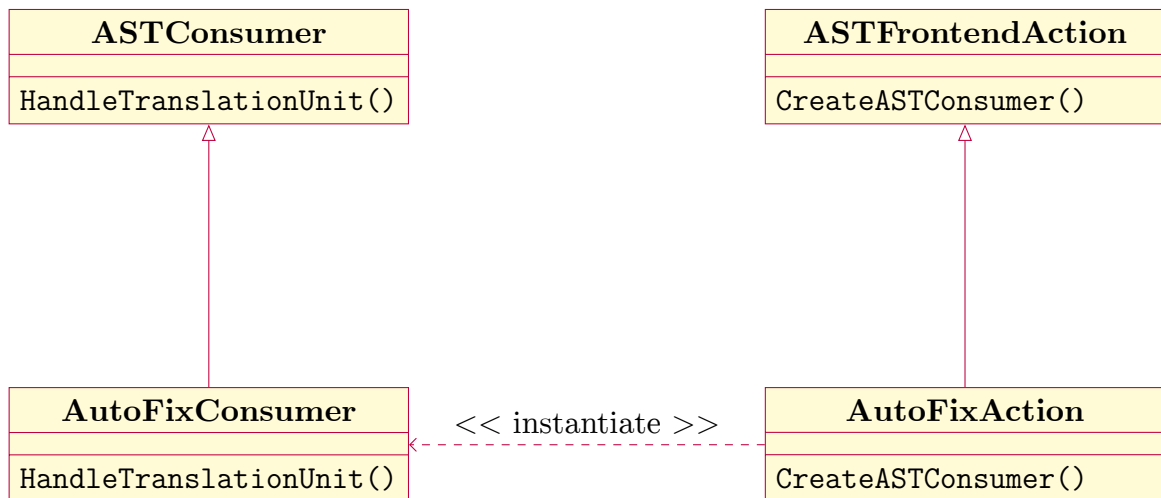 ASTConsumer
HandleTranslationUnit()
ASTFrontendAction
CreateASTConsumer()
AutoFixConsumer
HandleTranslationUnit()
<< instantiate >>
AutoFixAction
CreateASTConsumer()